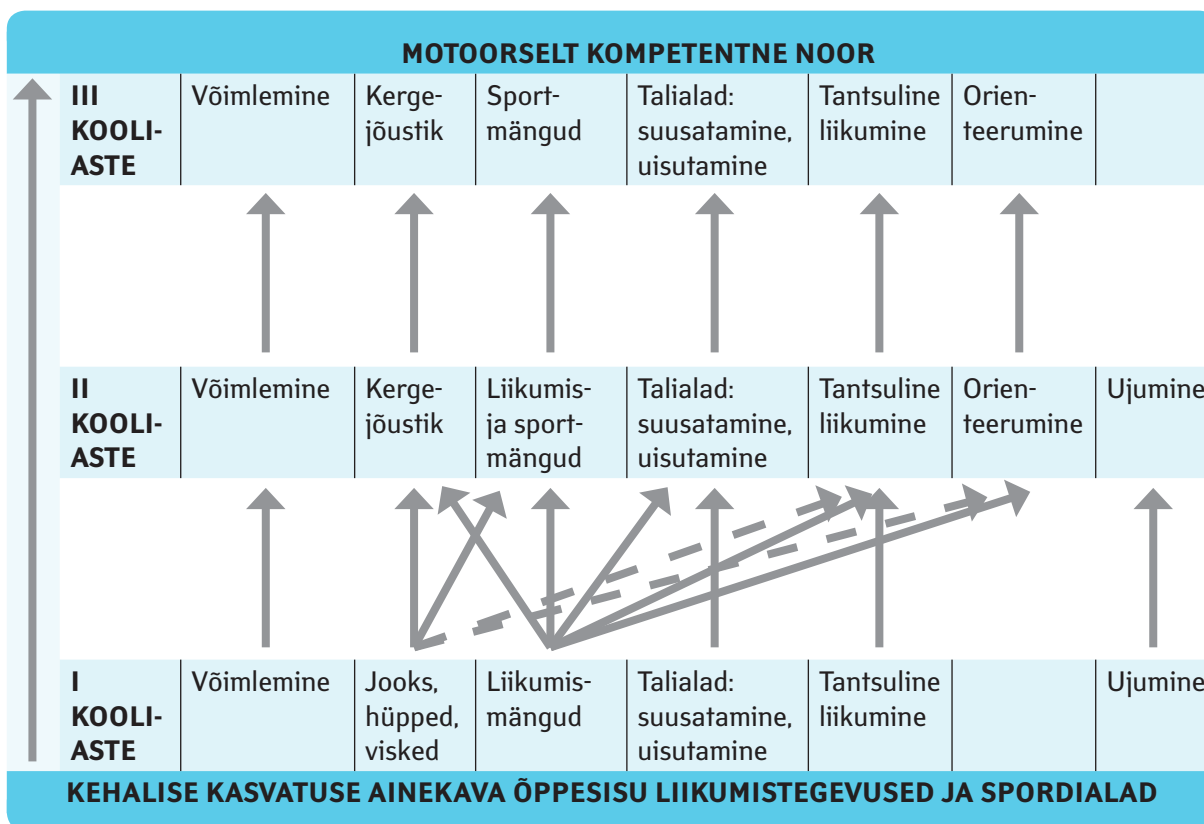 MOTOORSELT KOMPETENTNE NOOR
III KOOLI-ASTE
Võimlemine
Kerge-
jõustik
Sport-
mängud
Talialad:
suusatamine,
uisutamine
Tantsuline
liikumine
Orien-
teerumine
II
KOOLI-
ASTE
Võimlemine
Kerge-
jõustik
Liikumis-
ja sport-
mängud
Talialad:
suusatamine,
uisutamine
Tantsuline
liikumine
Orien-
teerumine
Ujumine
I
KOOLI-
ASTE
Võimlemine
Jooks,
hüpped,
visked
Liikumis-
mängud
Talialad:
suusatamine,
uisutamine
Tantsuline
liikumine
Ujumine
KEHALISE KASVATUSE AINEKAVA ÕPPESISU LIIKUMISTEGEVUSED JA SPORDIALAD